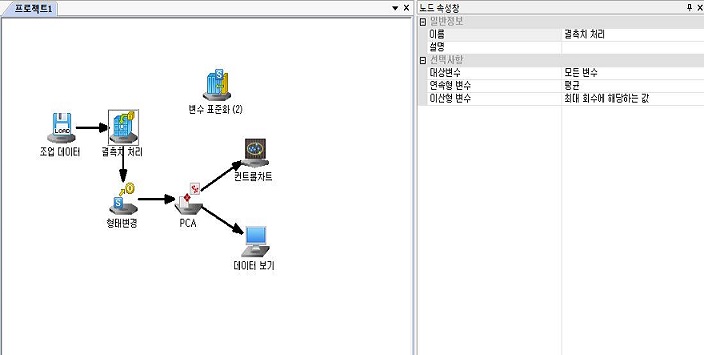 프로젝트1
변수 표준화 (2)
LOAD
조업 데이터
결측치 처리
컨트롤차트
형태변경
PCA
데이터 보기
노드 속성창
일반정보
이름 결측치 처리
설명
선택사항
대상변수 모든 변수
연속형 변수 평균
이산형 변수 최대 회수에 해당하는 값